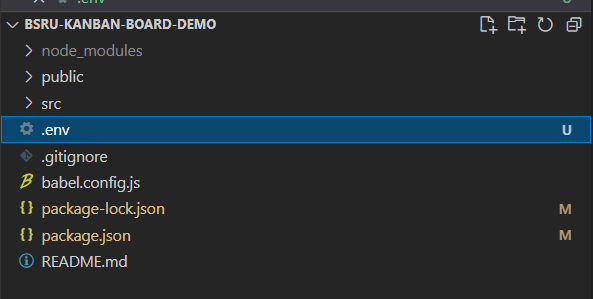 .env U
BSRU-KANBAN-BOARD-DEMO
node_modules
public
src
.env U
.gitignore
babel.config.js
package-lock.json M
package.json M
README.md